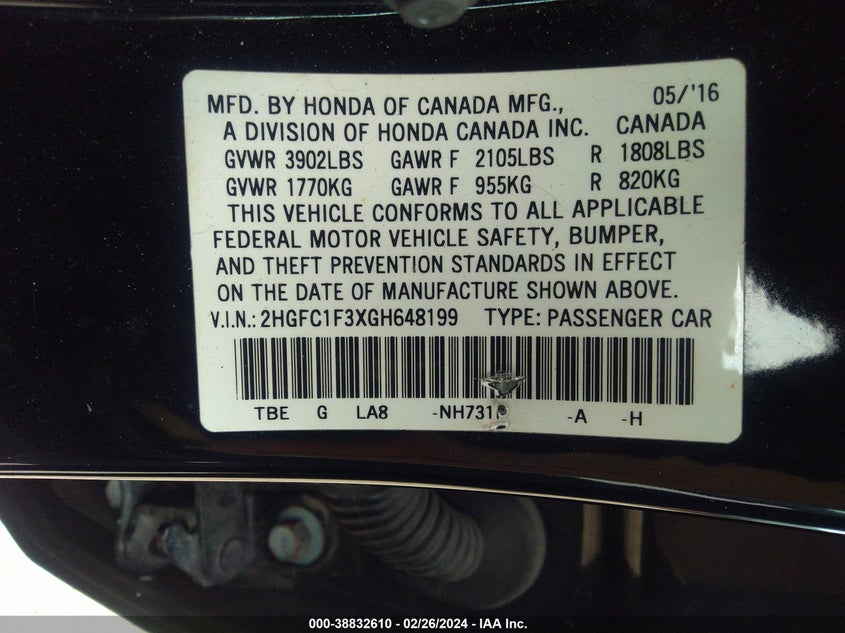 MFD. BY HONDA OF CANADA MFG., 05/'16
A DIVISION OF HONDA CANADA INC. CANADA
GVWR 3902LBS GAWR F 2105LBS R 1808LBS
GVWR 1770KG GAWR F 955KG R 820KG
THIS VEHICLE CONFORMS TO ALL APPLICABLE
FEDERAL MOTOR VEHICLE SAFETY, BUMPER,
AND THEFT PREVENTION STANDARDS IN EFFECT
ON THE DATE OF MANUFACTURE SHOWN ABOVE.
V.I.N.: 2HGFC1F3XGH648199 TYPE: PASSENGER CAR
TBE G LA8 -NH731P -A -H
000-38832610 - 02/26/2024 - IAA Inc.